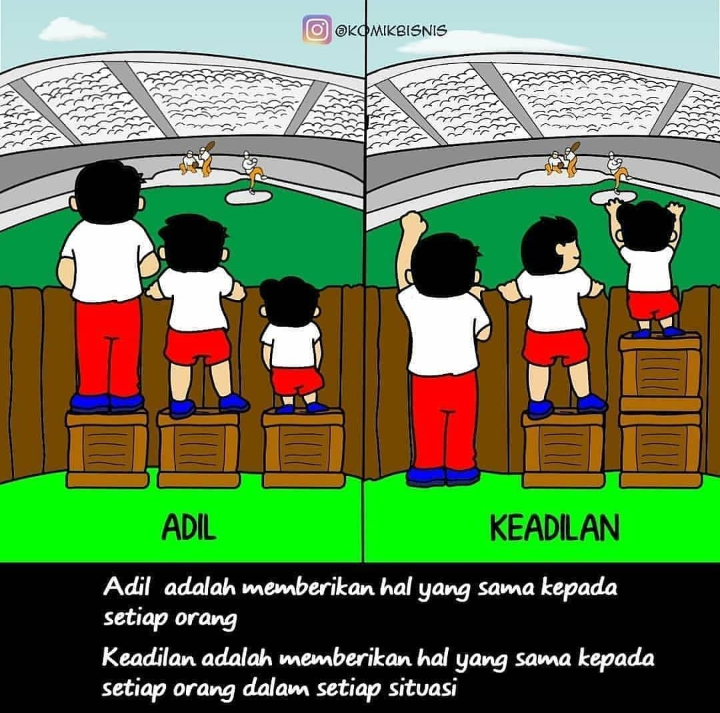 @KOMIKBISNIS
ADIL
KEADILAN
Adil adalah memberikan hal yang sama kepada
setiap orang
Keadilan adalah memberikan hal yang sama kepada
setiap orang dalam setiap situasi